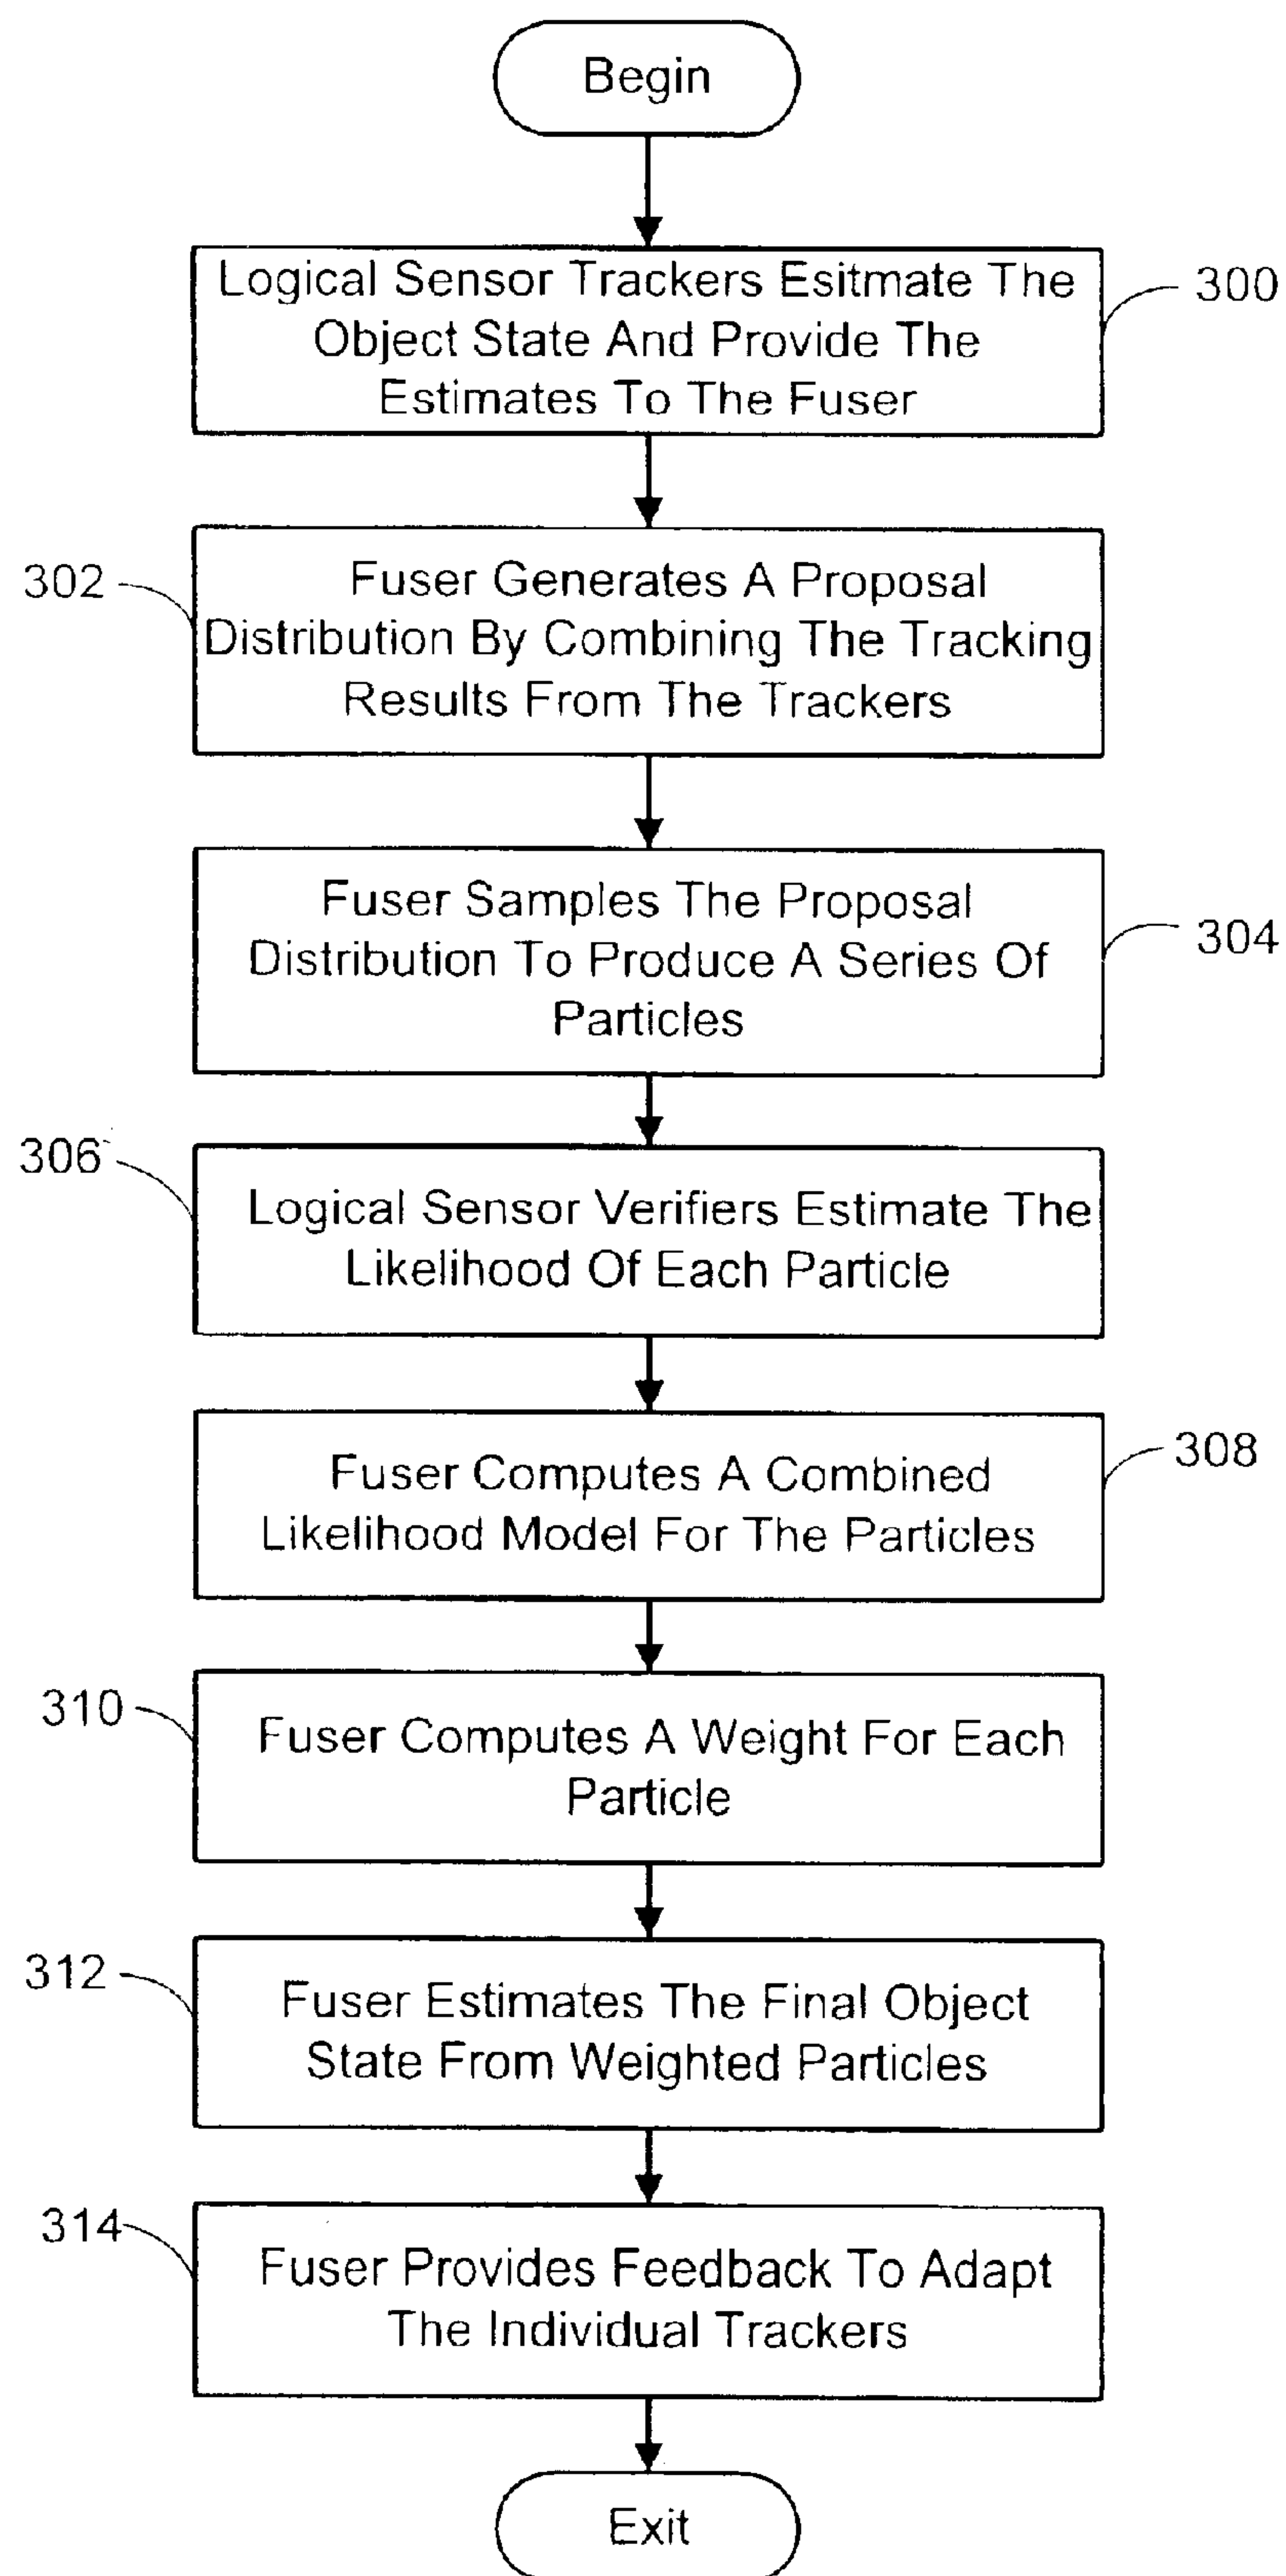 Begin
Logical Sensor Trackers Esitmate The
Object State And Provide The
Estimates To The Fuser
300
302
Fuser Generates A Proposal
Distribution By Combining The Tracking
Results From The Trackers
Fuser Samples The Proposal
Distribution To Produce A Series Of
Particles
304
306
Logical Sensor Verifiers Estimate The
Likelihood Of Each Particle
Fuser Computes A Combined
Likelihood Model For The Particles
308
310
Fuser Computes A Weight For Each
Particle
312
Fuser Estimates The Final Object
State From Weighted Particles
314
Fuser Provides Feedback To Adapt
The Individual Trackers
Exit